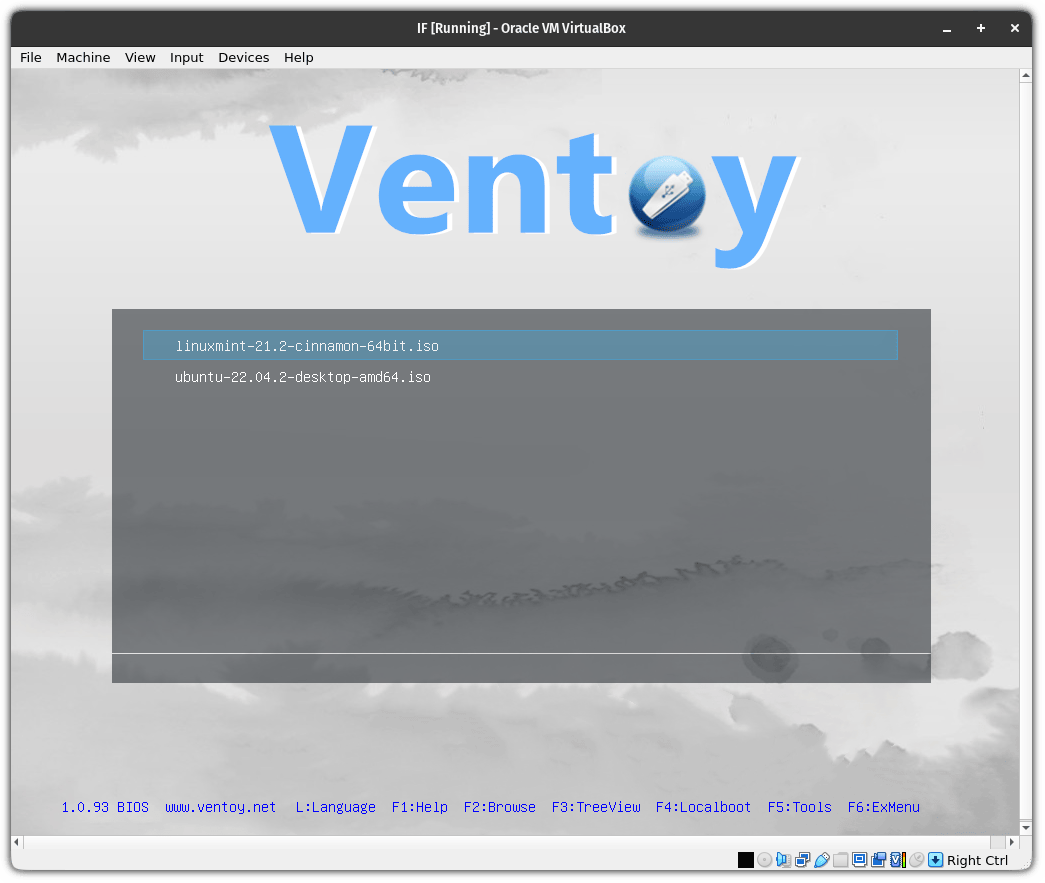 IF [Running] - Oracle VM VirtualBox
File Machine View Input Devices Help
Ventoy
linuxmint-21.2-cinnamon-64bit.iso
ubuntu-22.04.2-desktop-amd64.iso
1.0.93 BIOS www.ventoy.net L:Language F1:Help F2:Browse F3:TreeView F4:Localboot F5:Tools F6:ExMenu
Right Ctrl